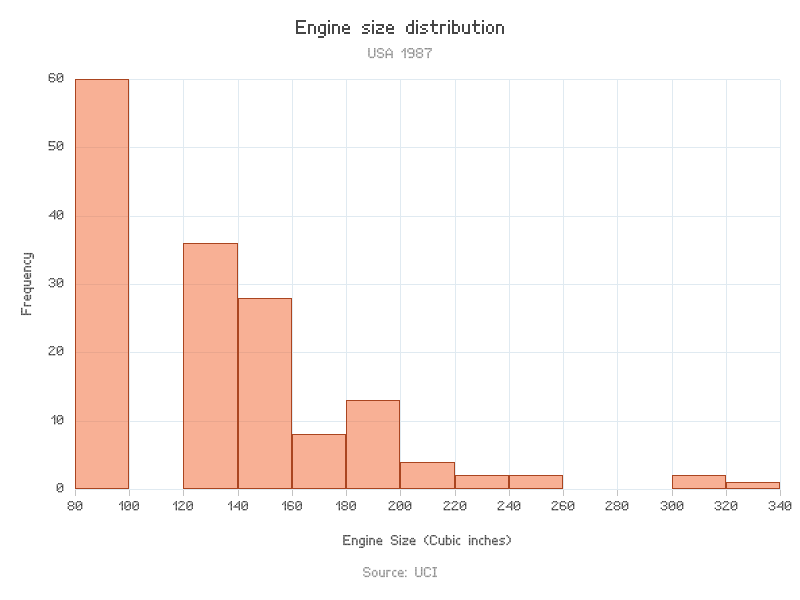 Engine size distribution
USA 1987
60
50
40
30
20
10
0
Frequency
80 100 120 140 160 180 200 220 240 260 280 300 320 340
Engine Size (Cubic inches)
Source: UCI